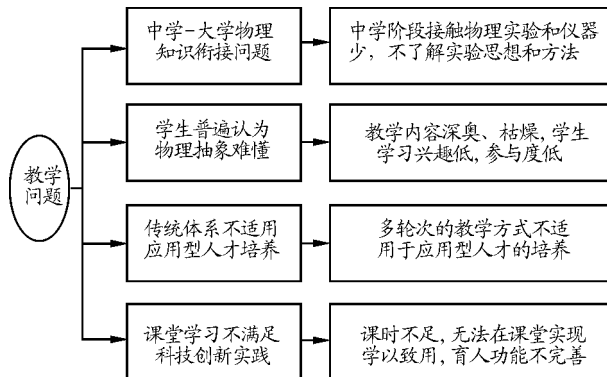 中学-大学物理
知识衔接问题
中学阶段接触物理实验和仪器
少，不了解实验思想和方法
学生普遍认为
物理抽象难懂
教学内容深奥、枯燥，学生
学习兴趣低，参与度低
教学
问题
传统体系不适用
应用型人才培养
多轮次的教学方式不适
用于应用型人才的培养
课堂学习不满足
科技创新实践
课时不足，无法在课堂实现
学以致用，育人功能不完善